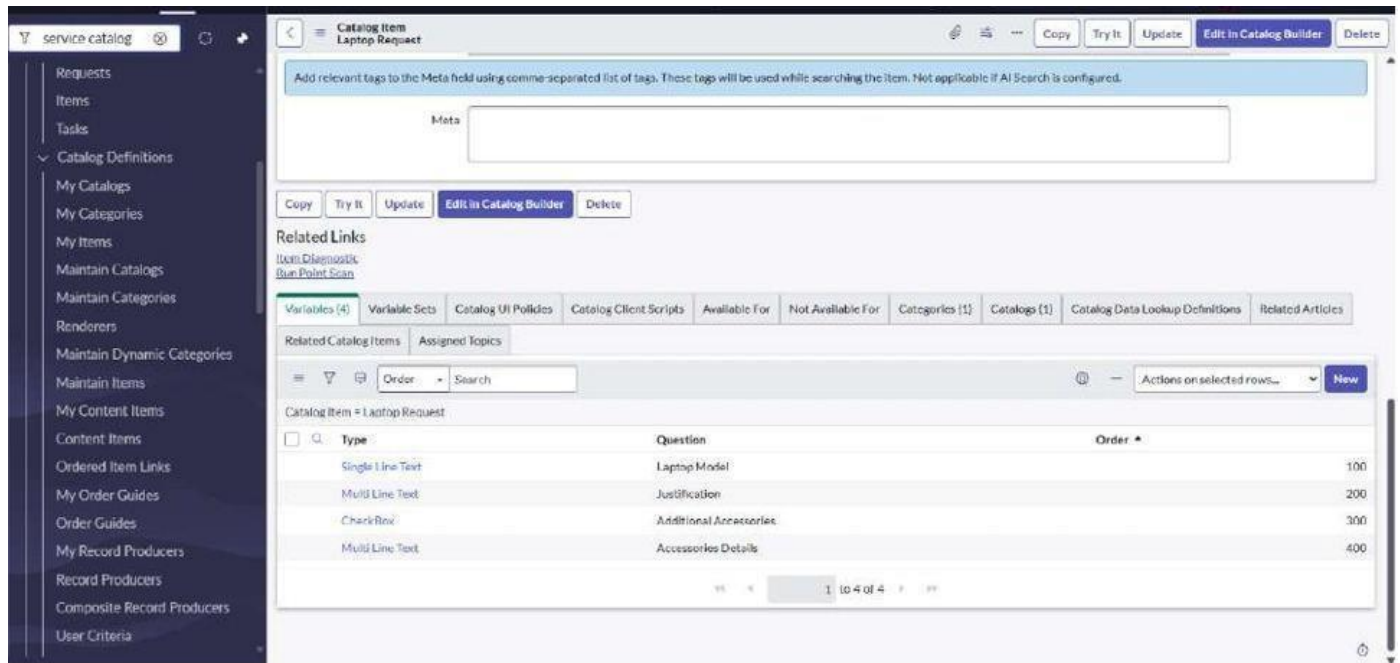 service catalog
Requests
Items
Tasks
Catalog Definitions
My Catalogs
My Categories
My Items
Maintain Catalogs
Maintain Categories
Renderers
Maintain Dynamic Categories
Maintain Items
My Content Items
Content Items
Ordered Item Links
My Order Guides
Order Guides
My Record Producers
Record Producers
Composite Record Producers
User Criteria
Catalog Item
Laptop Request
Copy Try It Update Edit in Catalog Builder Delete
Add relevant tags to the Meta field using comma-separated list of tags. These tags will be used while searching the item. Not applicable if AI Search is configured.
Meta
Copy Try It Update Edit in Catalog Builder Delete
Related Links
Item Diagnostic
Run Point Scan
Variables (4) Variable Sets Catalog UI Policies Catalog Client Scripts Available For Not Available For Categories (1) Catalogs (1) Catalog Data Lookup Definitions Related Articles
Related Catalog Items Assigned Topics
Order Search Actions on selected rows... New
Catalog Item = Laptop Request
Type Question Order
Single Line Text Laptop Model 100
Multi Line Text Justification 200
CheckBox Additional Accessories 300
Multi Line Text Accessories Details 400
1 to 4 of 4